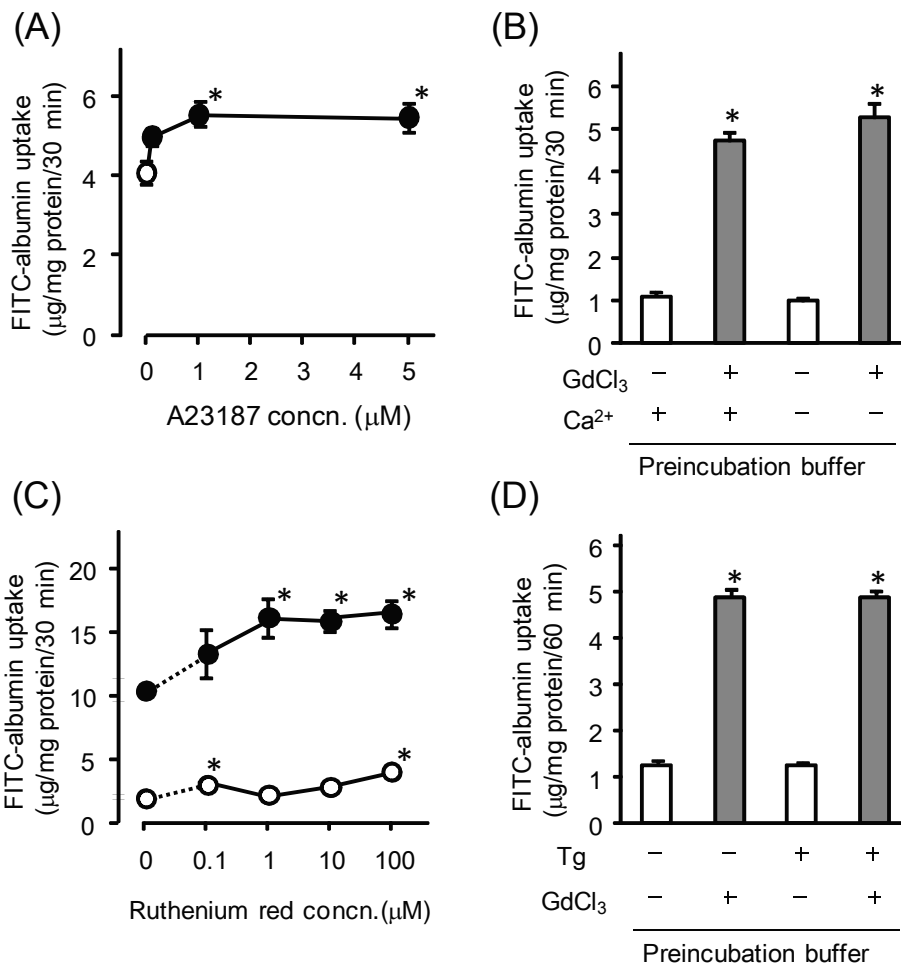 (A)
FITC-albumin uptake
(μg/mg protein/30 min)
6
4
2
0
0 1 2 3 4 5
A23187 concn. (μM)
* *
(B)
FITC-albumin uptake
(μg/mg protein/30 min)
6
5
4
3
2
1
0
* *
GdCl₃ − + − +
Ca²⁺ + + − −
Preincubation buffer
(C)
FITC-albumin uptake
(μg/mg protein/30 min)
20
15
10
5
0
* * *
* *
0 0.1 1 10 100
Ruthenium red concn.(μM)
(D)
FITC-albumin uptake
(μg/mg protein/60 min)
6
5
4
3
2
1
0
* *
Tg − − + +
GdCl₃ − + − +
Preincubation buffer